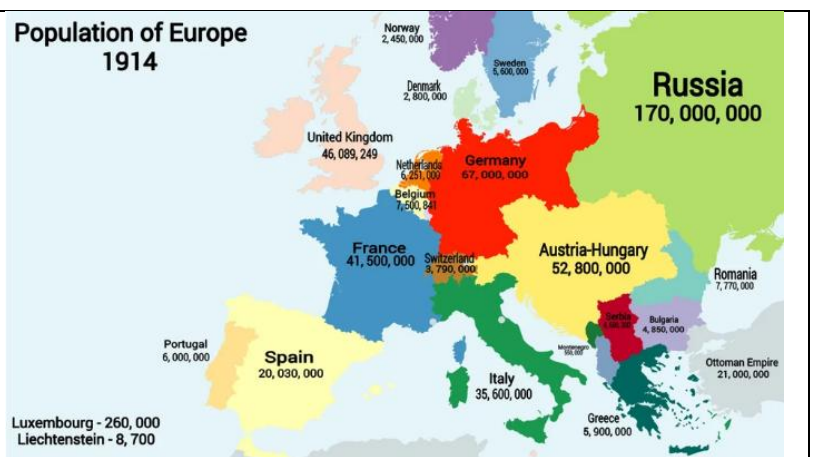 Population of Europe
1914
Norway
2, 450, 000
Sweden
5, 600, 000
Denmark
2, 800, 000
Russia
170, 000, 000
United Kingdom
46, 089, 249
Netherlands
6, 251, 000
Germany
67, 000, 000
Belgium
7, 500, 841
France
41, 500, 000
Switzerland
3, 790, 000
Austria-Hungary
52, 800, 000
Romania
7, 770, 000
Serbia
Bulgaria
4, 850, 000
Montenegro
Portugal
6, 000, 000
Spain
20, 030, 000
Italy
35, 600, 000
Ottoman Empire
21, 000, 000
Greece
5, 900, 000
Luxembourg - 260, 000
Liechtenstein - 8, 700